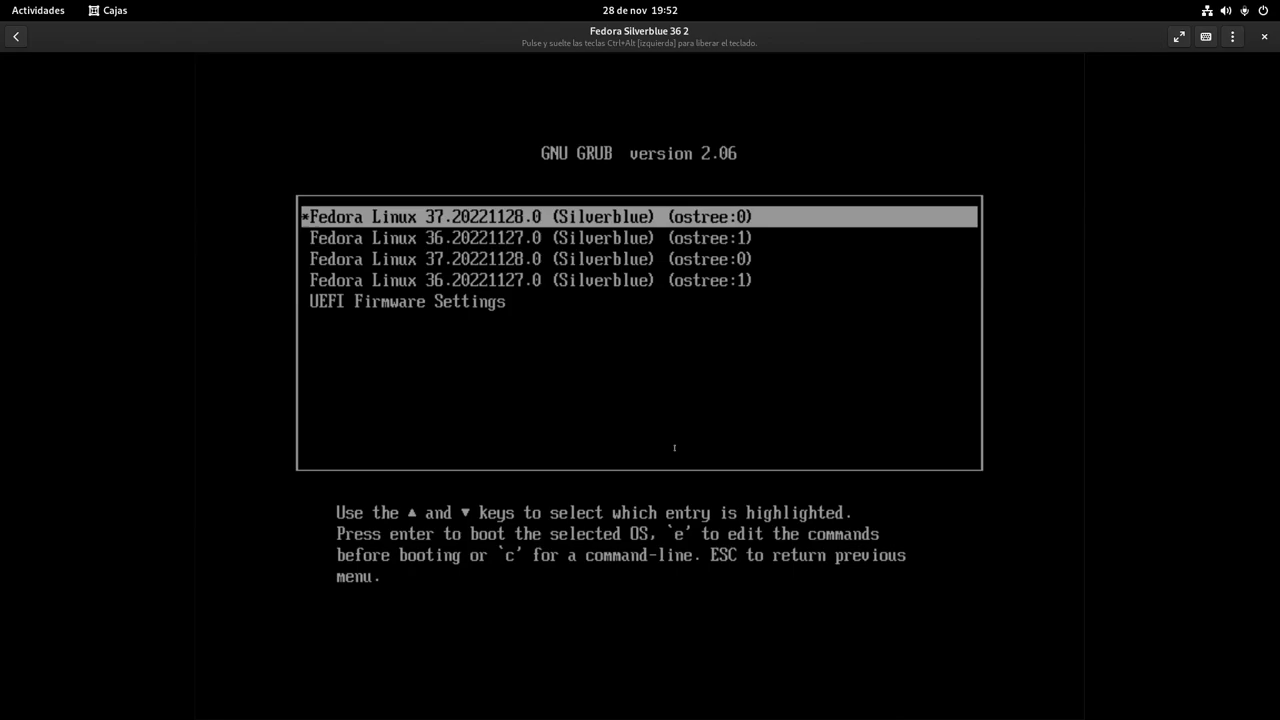 Actividades
Cajas
28 de nov 19:52
Fedora Silverblue 36 2
Pulse y suelte las teclas Ctrl+Alt [izquierda] para liberar el teclado.
GNU GRUB version 2.06
*Fedora Linux 37.20221128.0 (Silverblue) (ostree:0)
Fedora Linux 36.20221127.0 (Silverblue) (ostree:1)
Fedora Linux 37.20221128.0 (Silverblue) (ostree:0)
Fedora Linux 36.20221127.0 (Silverblue) (ostree:1)
UEFI Firmware Settings
Use the ▲ and ▼ keys to select which entry is highlighted.
Press enter to boot the selected OS, `e' to edit the commands
before booting or `c' for a command-line. ESC to return previous
menu.